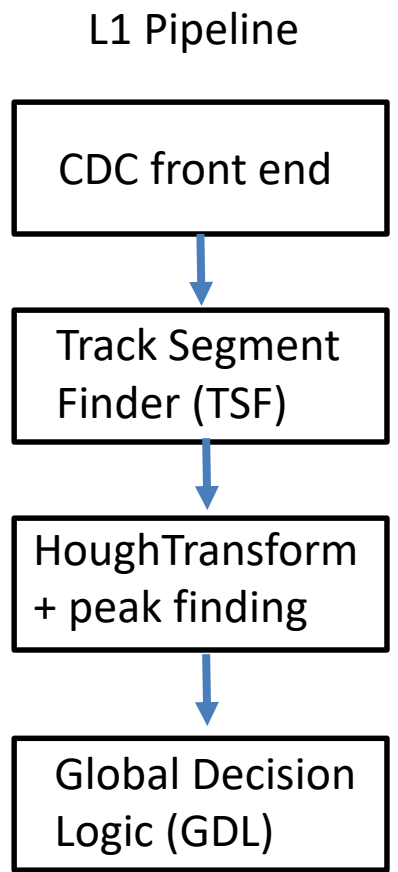 L1 Pipeline
CDC front end
Track Segment
Finder (TSF)
HoughTransform
+ peak finding
Global Decision
Logic (GDL)